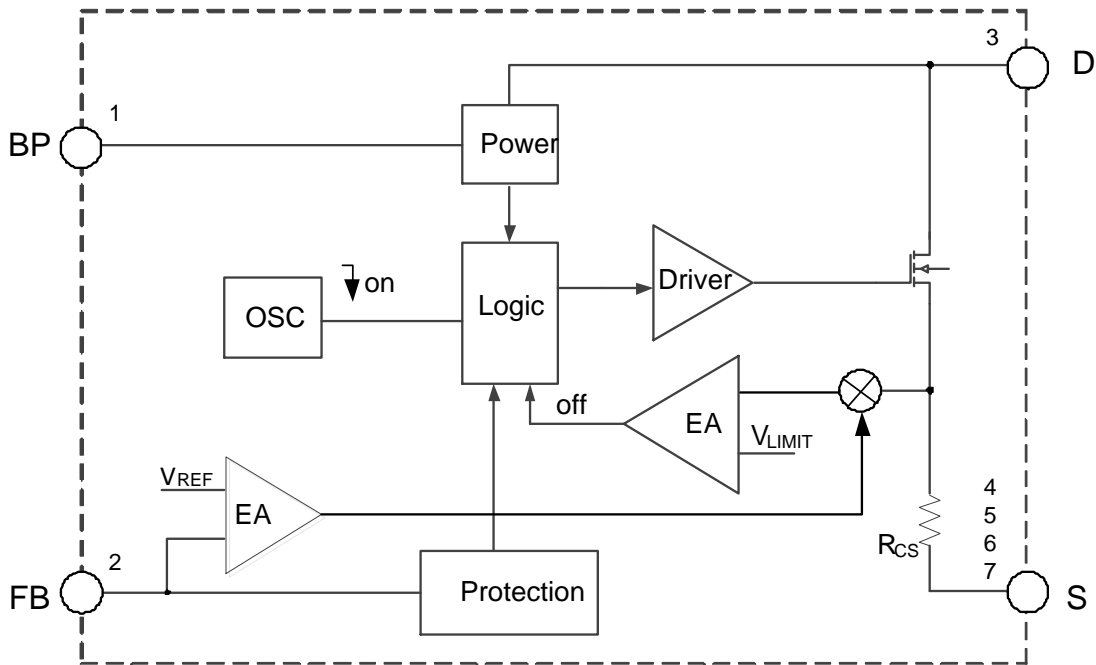 3
D
1
BP
Power
on
Driver
Logic
OSC
off
EA
VLIMIT
VREF
EA
4
5
RCS
6
2
7
FB
Protection
S